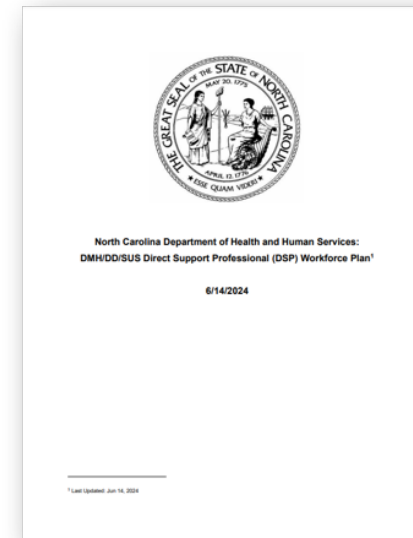 THE GREAT SEAL OF THE STATE OF NORTH CAROLINA
MAY 20, 1775
APRIL 12, 1776
★ ESSE QUAM VIDERI ★
North Carolina Department of Health and Human Services:
DMH/DD/SUS Direct Support Professional (DSP) Workforce Plan¹
6/14/2024
¹ Last Updated: Jun 14, 2024